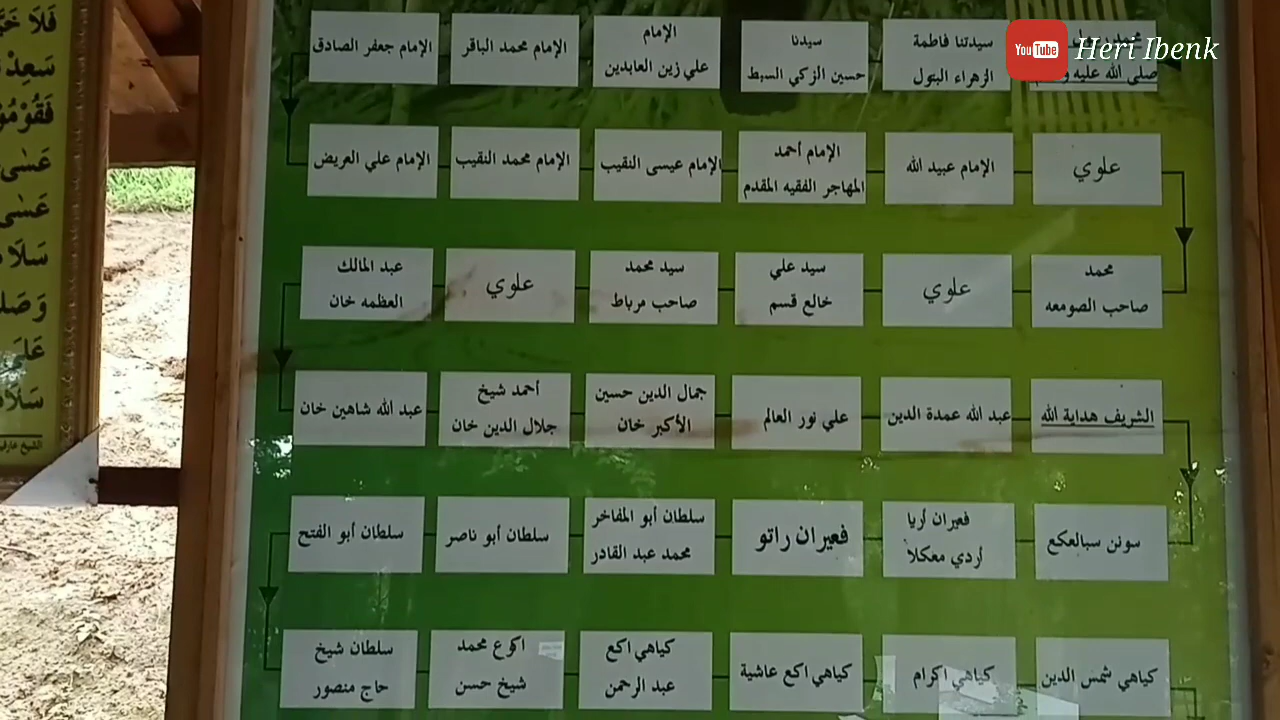 Heri Ibenk
YouTube
صلى الله عليه
سيدتنا فاطمة
الزهراء البتول
سيدنا
حسين الزكي السبط
الإمام
علي زين العابدين
الإمام محمد الباقر
الإمام جعفر الصادق
الإمام علي العريض
الإمام محمد النقيب
الإمام عيسى النقيب
الإمام أحمد
المهاجر الفقيه المقدم
الإمام عبيد الله
علوي
محمد
صاحب الصومعه
علوي
سيد علي
خالع قسم
سيد محمد
صاحب مرباط
علوي
عبد المالك
العظمه خان
عبد الله شاهين خان
أحمد شيخ
جلال الدين خان
جمال الدين حسين
الأكبر خان
علي نور العالم
عبد الله عمدة الدين
الشريف هداية الله
سونن سبالعكع
فعيران أريا
اردي معكلا
فعيران راتو
سلطان أبو المفاخر
محمد عبد القادر
سلطان أبو ناصر
سلطان أبو الفتح
سلطان شيخ
حاج منصور
اكوع محمد
شيخ حسن
كياهي اكع
عبد الرحمن
كياهي اكع عاشية
كياهي اكرام
كياهي شمس الدين
سلا
وصل
على
سلا